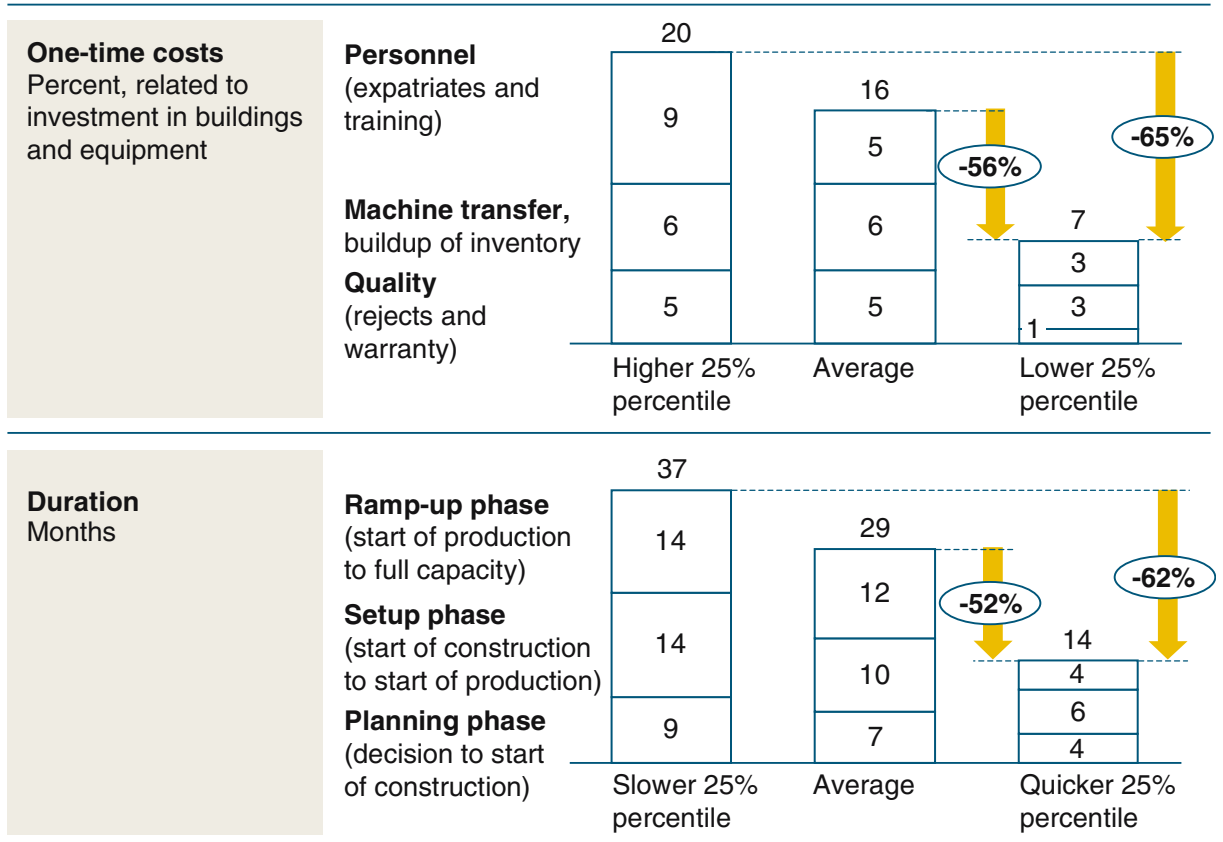 One-time costs
Percent, related to
investment in buildings
and equipment
Personnel
(expatriates and
training)
Machine transfer,
buildup of inventory
Quality
(rejects and
warranty)
20
9
6
5
Higher 25%
percentile
16
5
6
5
Average
-56%
7
3
3
1
Lower 25%
percentile
-65%
Duration
Months
Ramp-up phase
(start of production
to full capacity)
Setup phase
(start of construction
to start of production)
Planning phase
(decision to start
of construction)
37
14
14
9
Slower 25%
percentile
29
12
10
7
Average
-52%
14
4
6
4
Quicker 25%
percentile
-62%